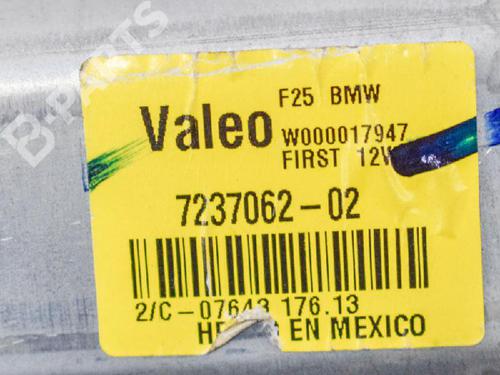 B-PARTS
F25 BMW
Valeo
W000017947
FIRST 12V
7237062-02
2/C-07643 176.13
EN MEXICO